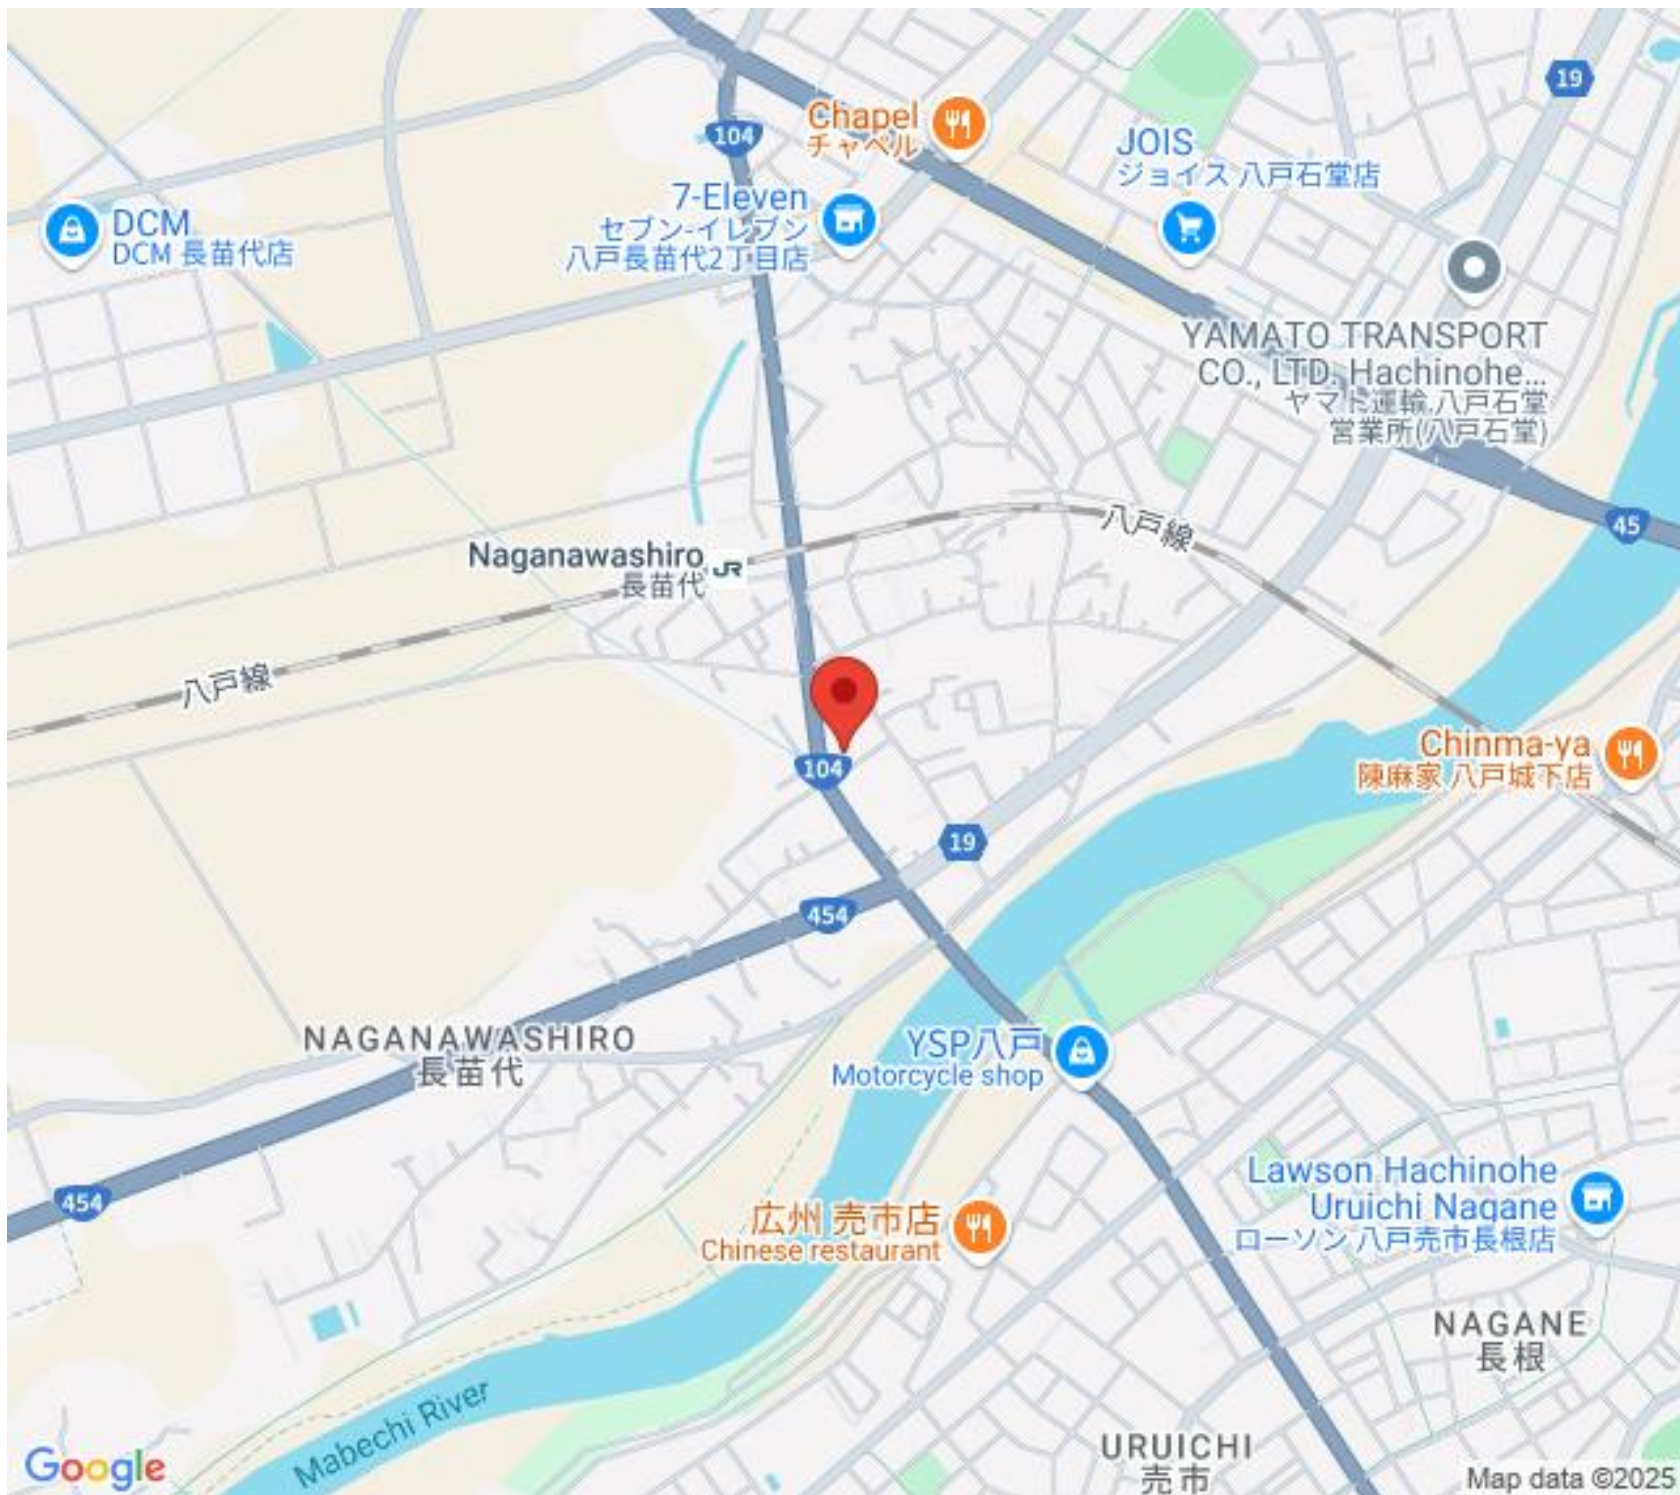 19
Chapel
チャペル
104
JOIS
ジョイス 八戸石堂店
7-Eleven
セブン-イレブン
八戸長苗代2丁目店
DCM
DCM 長苗代店
YAMATO TRANSPORT
CO., LTD. Hachinohe...
ヤマト運輸 八戸石堂
営業所(八戸石堂)
45
八戸線
Naganawashiro
長苗代
JR
八戸線
Chinma-ya
陳麻家 八戸城下店
104
19
454
NAGANAWASHIRO
長苗代
YSP八戸
Motorcycle shop
454
Lawson Hachinohe
Uruichi Nagane
ローソン 八戸売市長根店
広州 売市店
Chinese restaurant
NAGANE
長根
Mabechi River
URUICHI
売市
Google
Map data ©2025